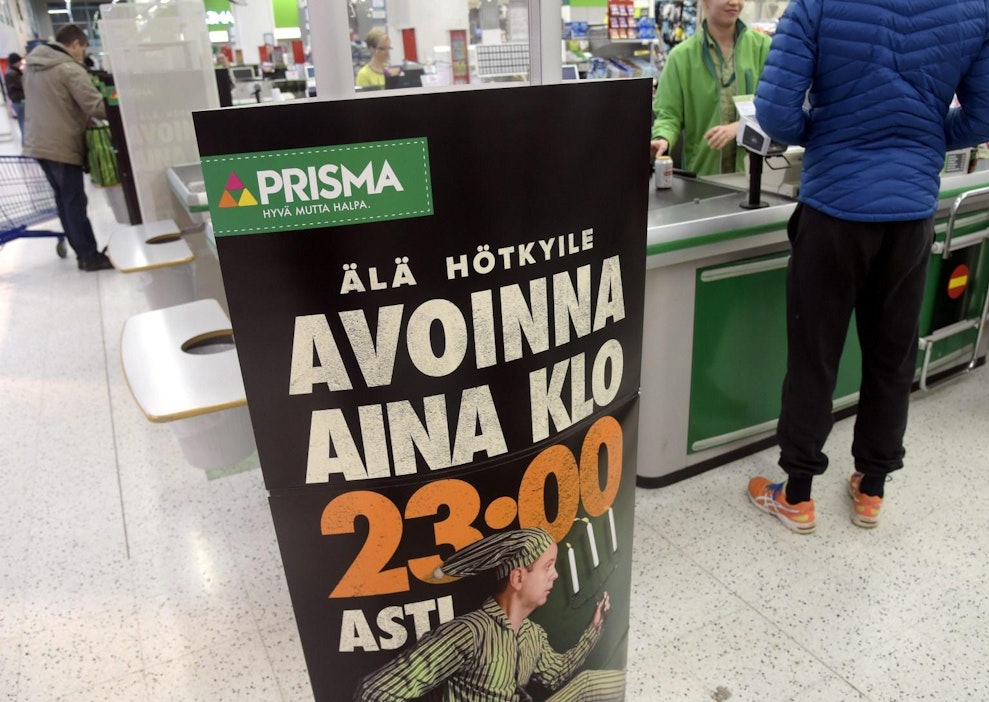 PRISMA
HYVÄ MUTTA HALPA.
ÄLÄ HÖTKYILE
AVOINNA
AINA KLO
23·00
ASTI